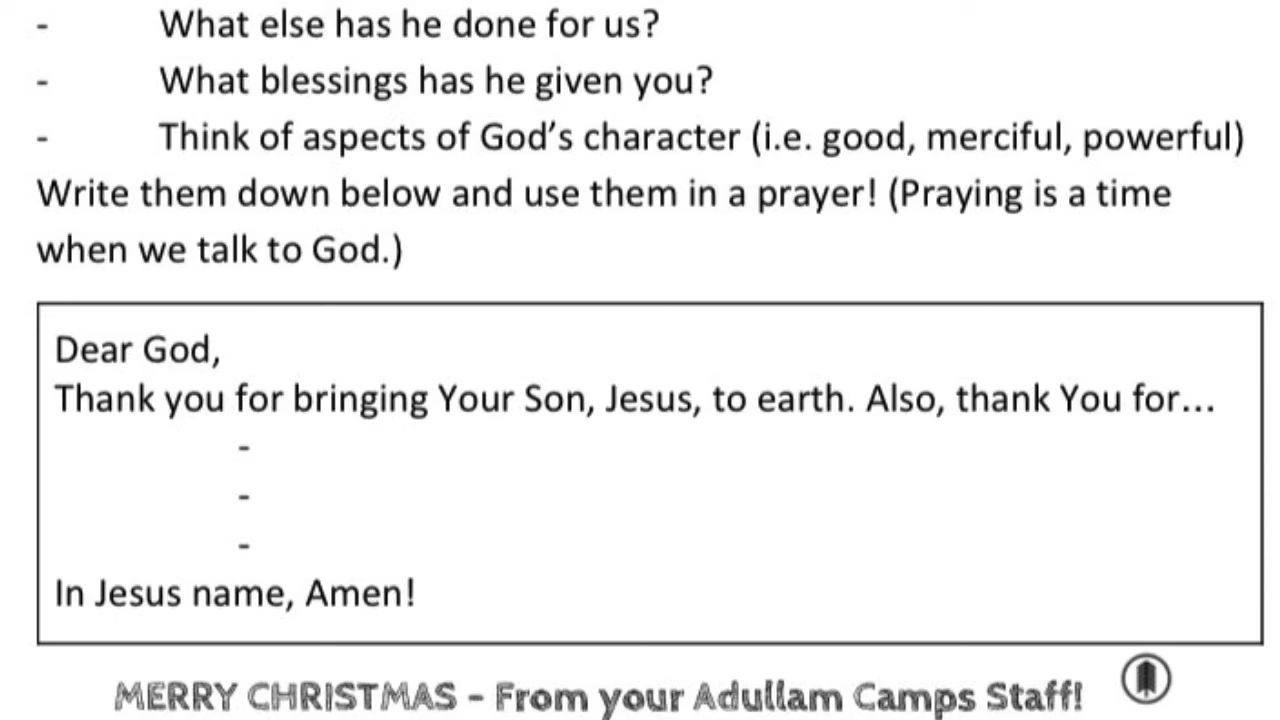 - What else has he done for us?
- What blessings has he given you?
- Think of aspects of God's character (i.e. good, merciful, powerful)
Write them down below and use them in a prayer! (Praying is a time
when we talk to God.)
Dear God,
Thank you for bringing Your Son, Jesus, to earth. Also, thank You for...
-
-
-
In Jesus name, Amen!
MERRY CHRISTMAS - From your Adullam Camps Staff!